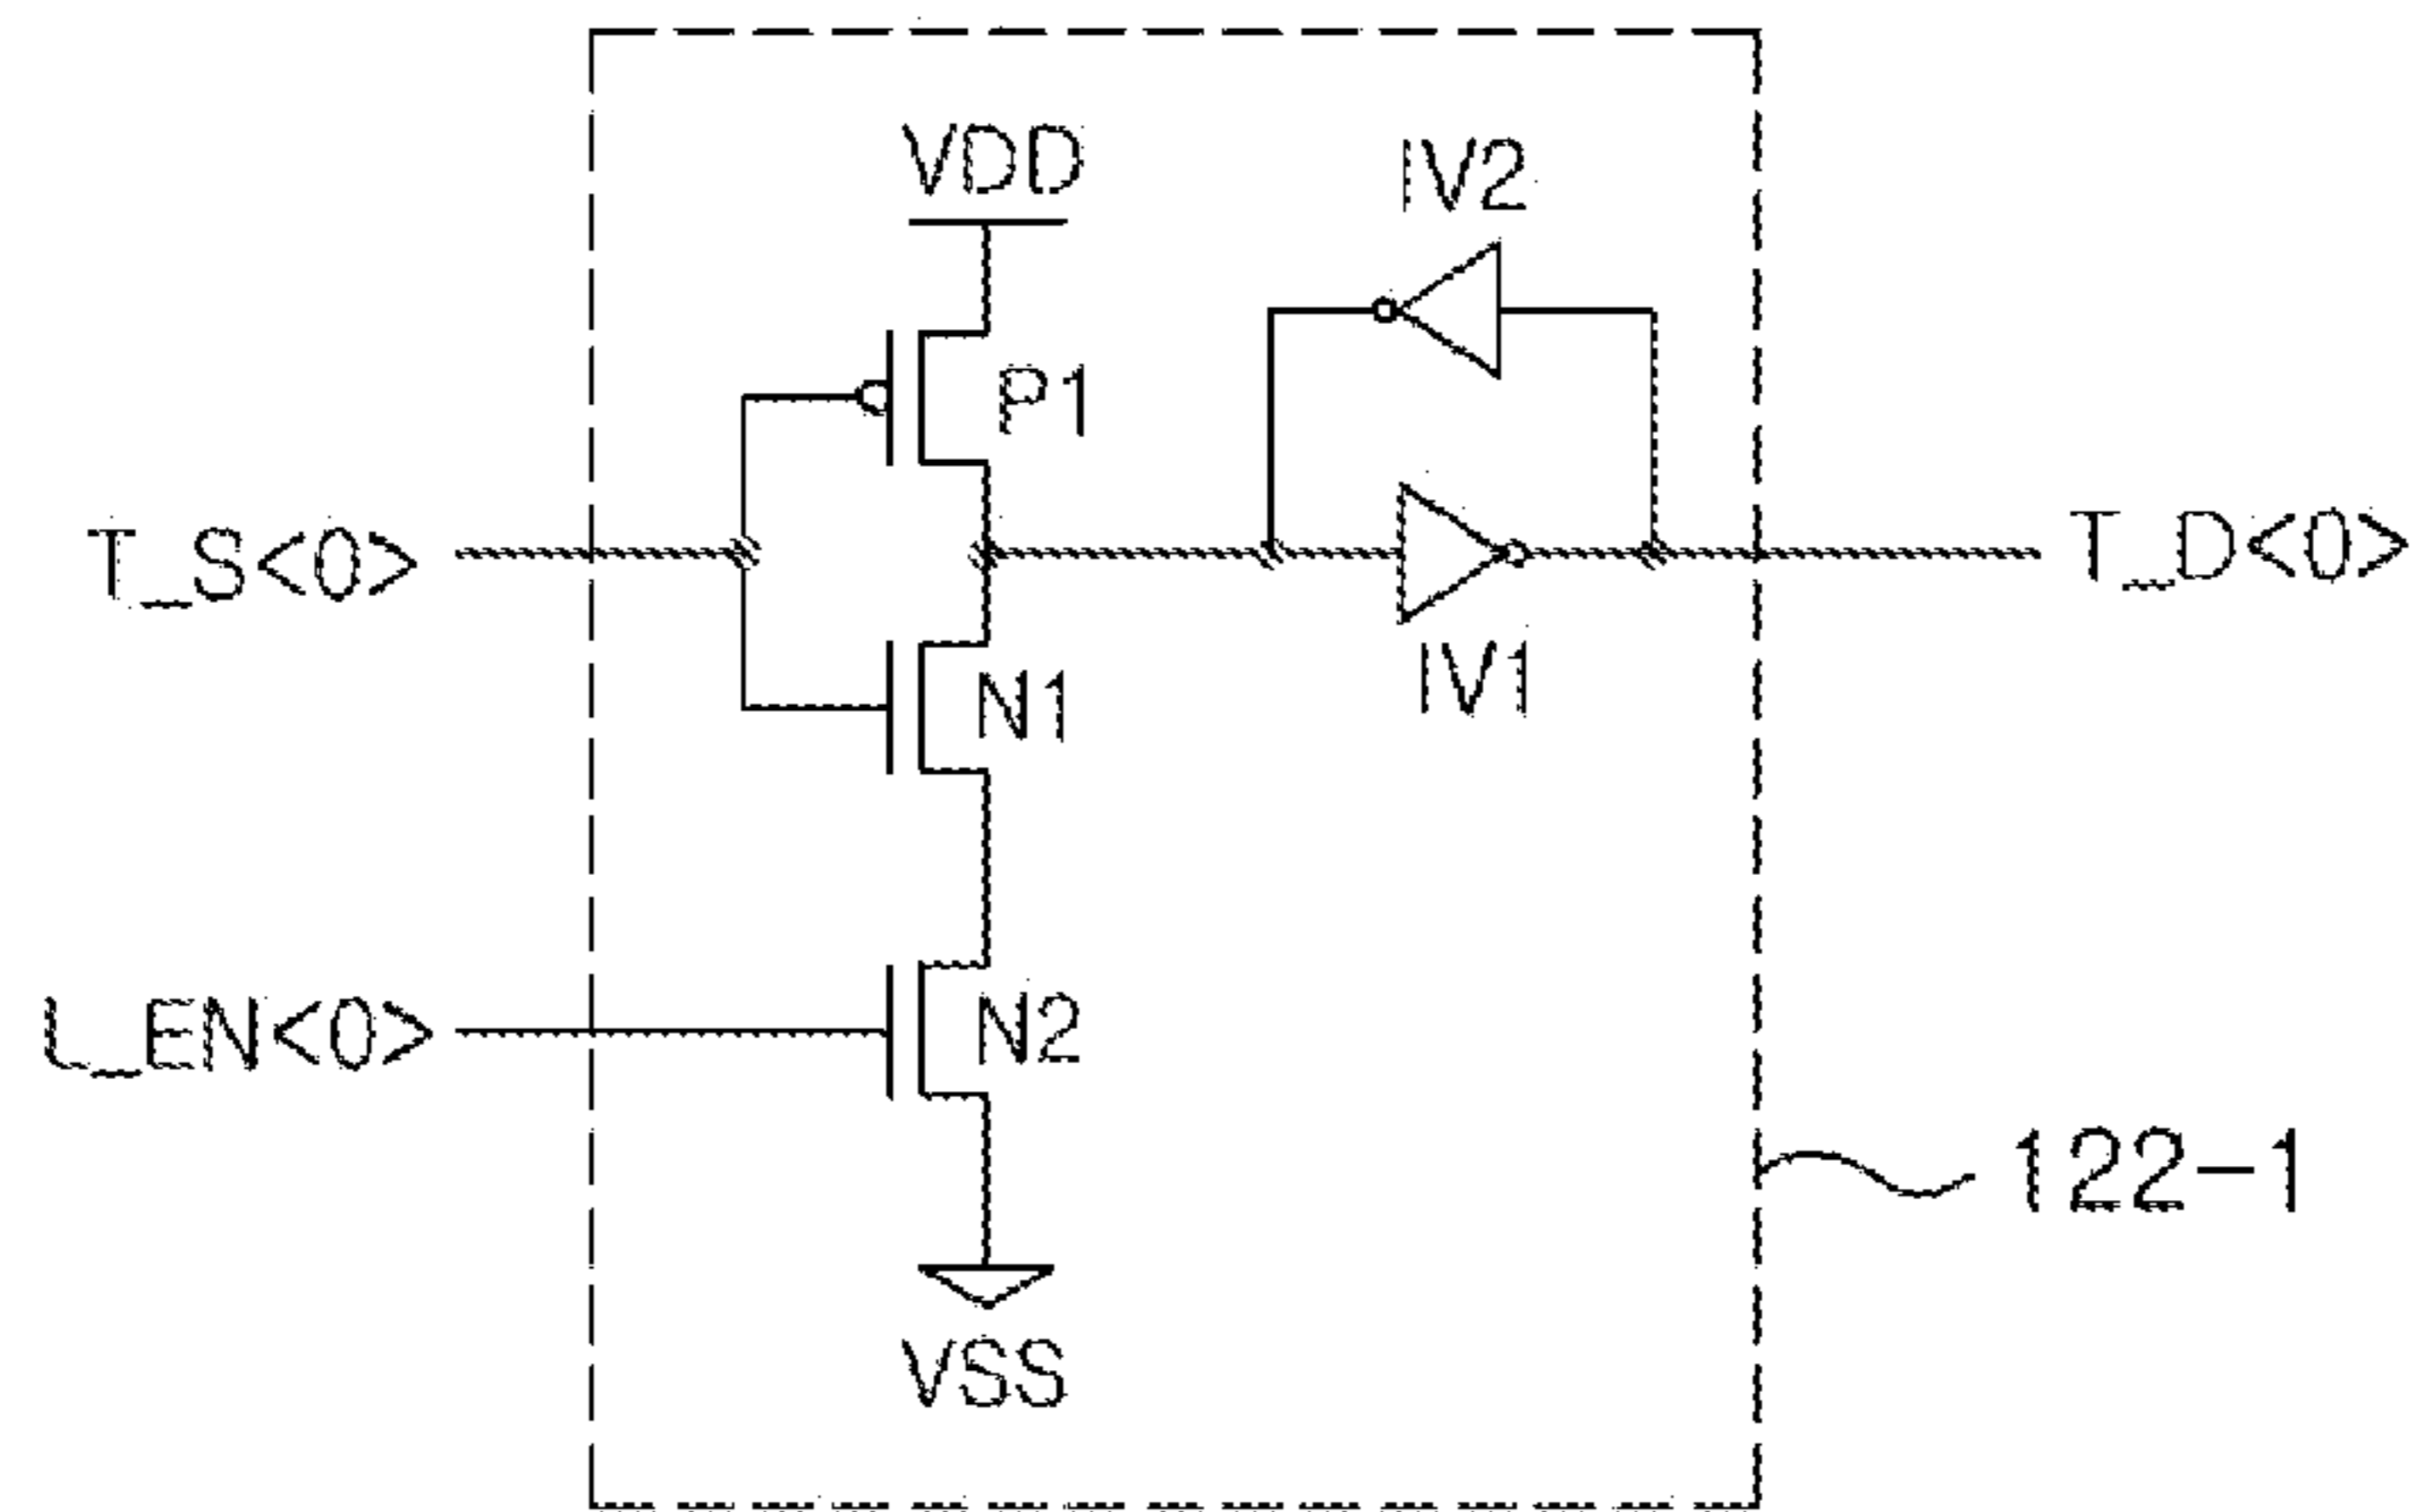 VDD
IV2
P1
T_S<0>
T_D<0>
N1
IV1
L_EN<0>
N2
122-1
VSS